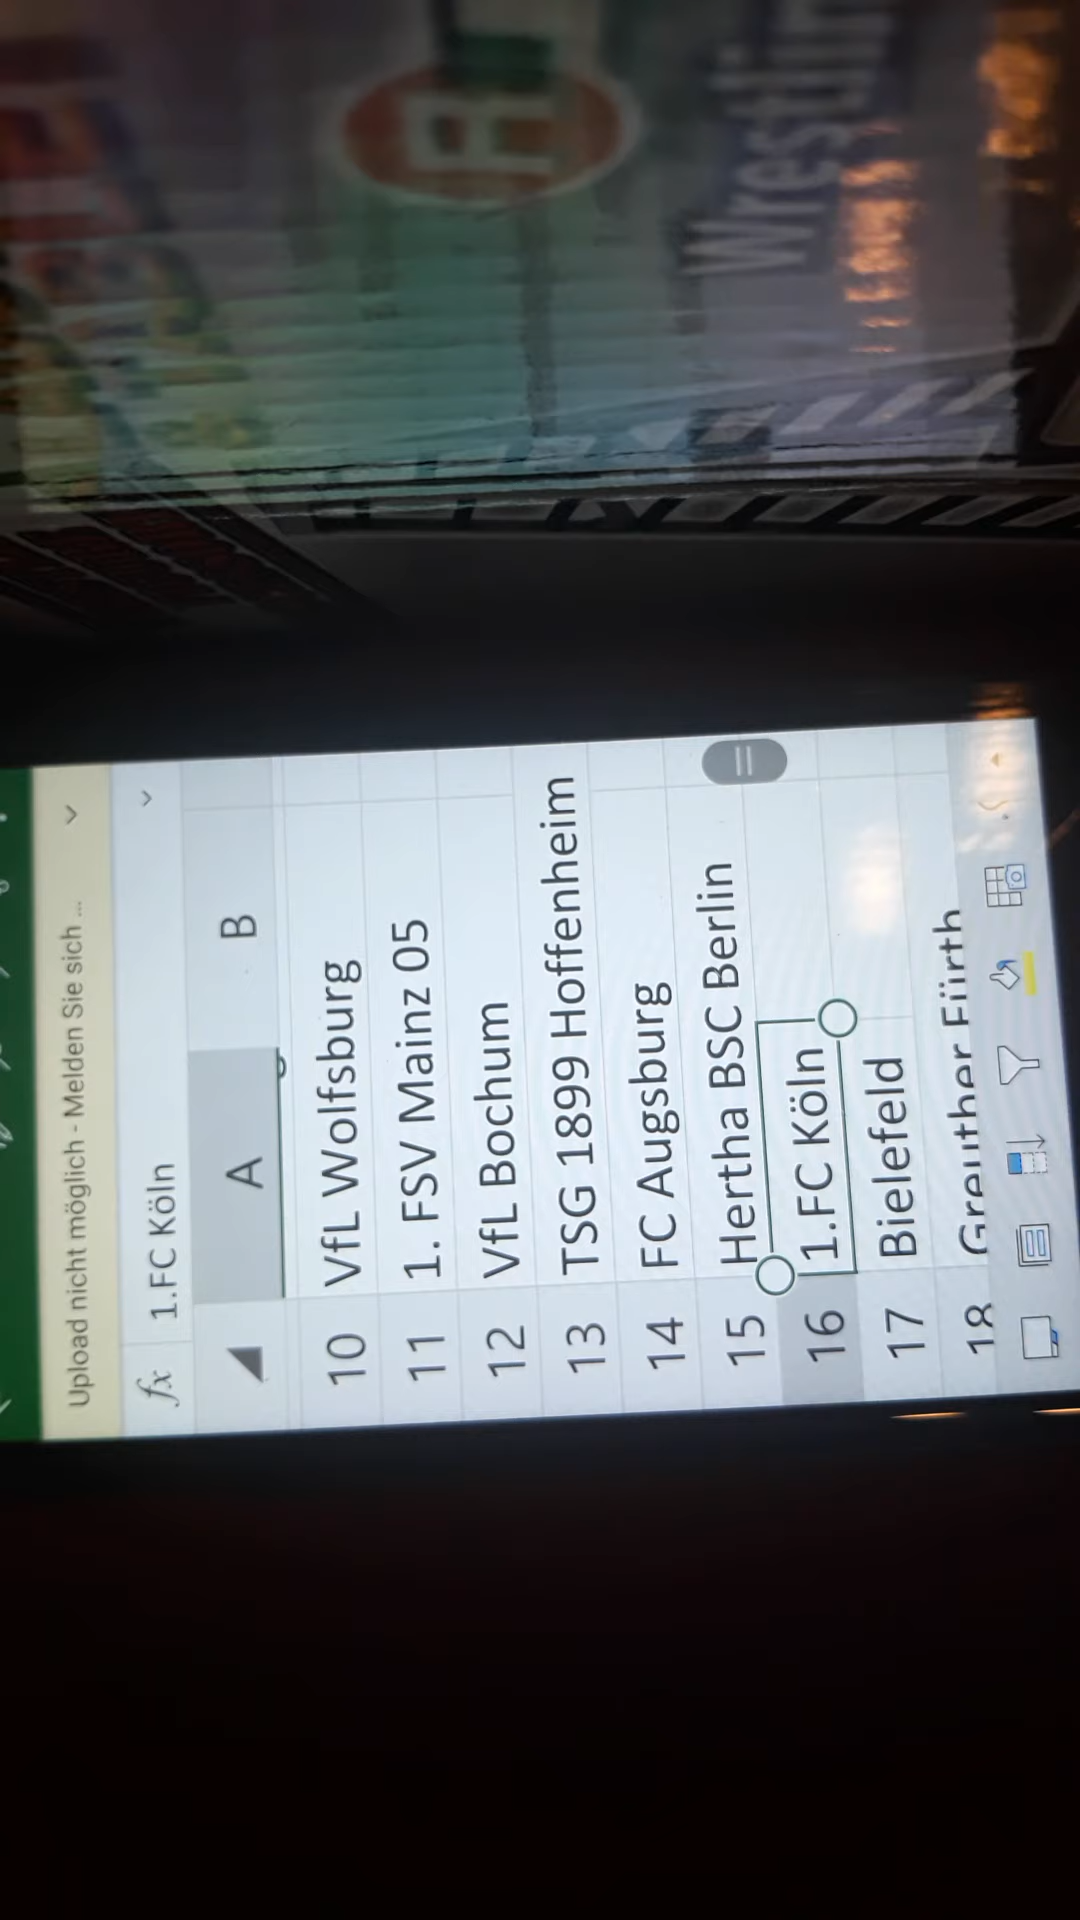 Upload nicht möglich - Melden Sie sich ...
fx 1.FC Köln
A B
10 VfL Wolfsburg
11 1. FSV Mainz 05
12 VfL Bochum
13 TSG 1899 Hoffenheim
14 FC Augsburg
15 Hertha BSC Berlin
16 1.FC Köln
17 Bielefeld
18 Greuther Fürth
R